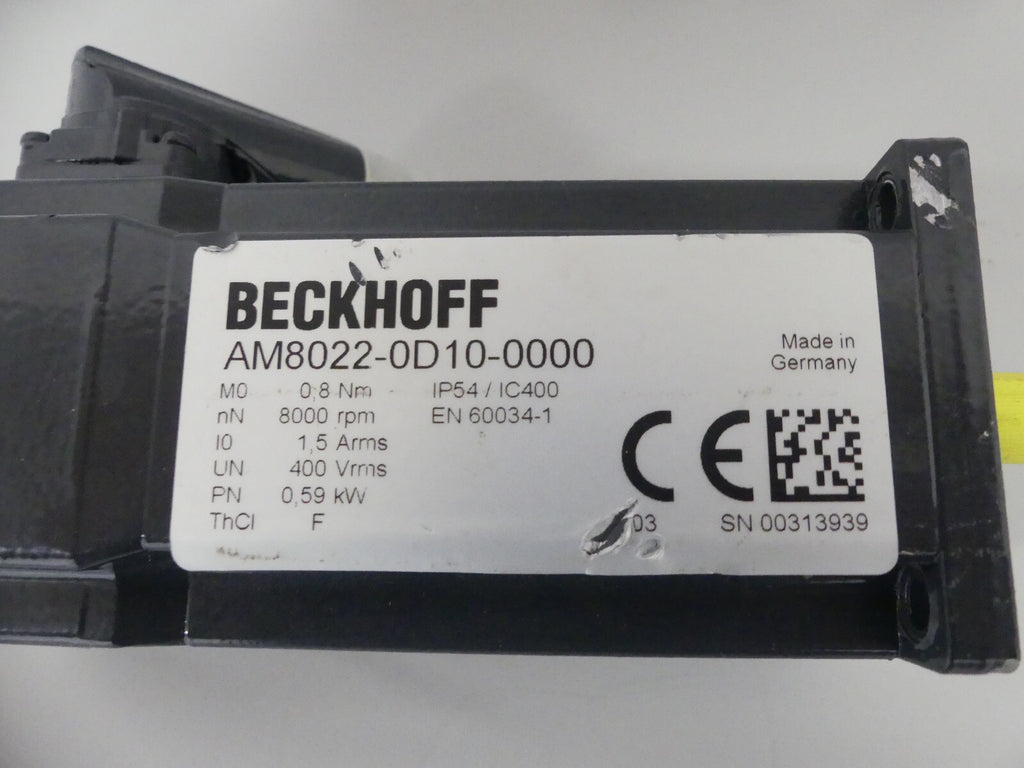 BECKHOFF
AM8022-0D10-0000
Made in
Germany
M0 0,8 Nm IP54 / IC400
nN 8000 rpm EN 60034-1
I0 1,5 Arms
UN 400 Vrms
PN 0,59 kW
ThCl F
CE
03 SN 00313939